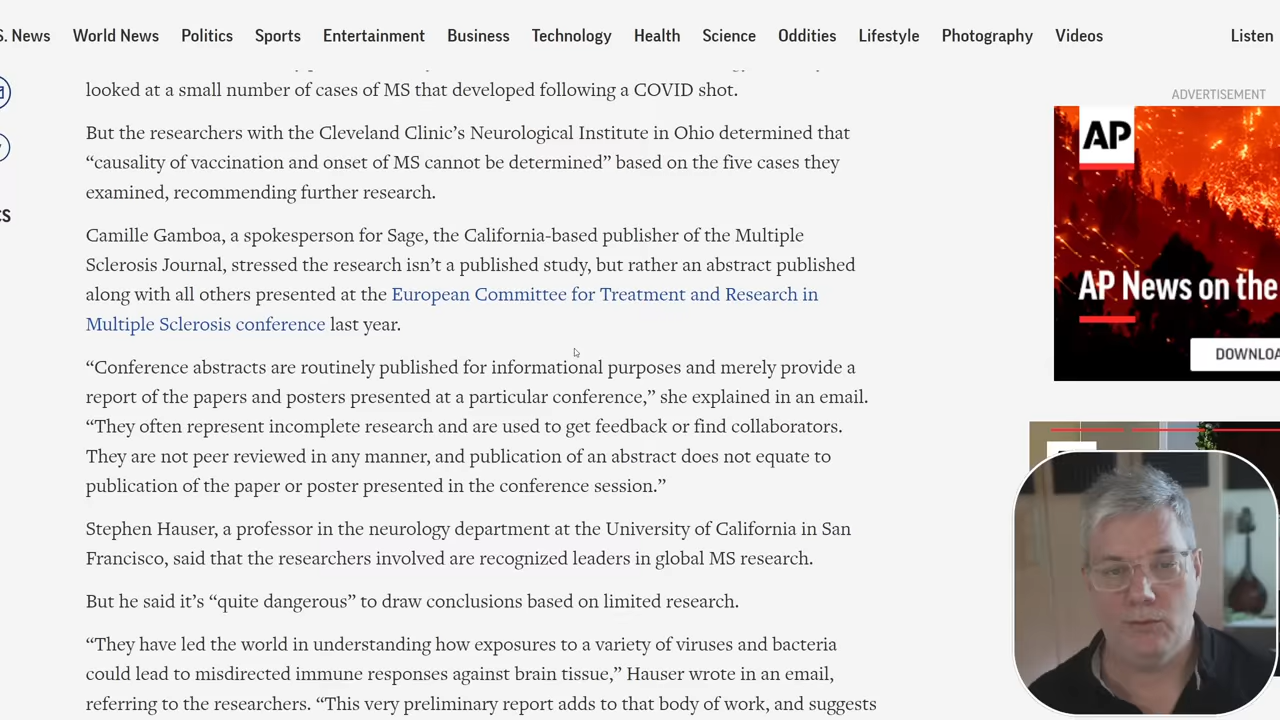 S. News World News Politics Sports Entertainment Business Technology Health Science Oddities Lifestyle Photography Videos Listen
looked at a small number of cases of MS that developed following a COVID shot.
But the researchers with the Cleveland Clinic’s Neurological Institute in Ohio determined that
“causality of vaccination and onset of MS cannot be determined” based on the five cases they
examined, recommending further research.
Camille Gamboa, a spokesperson for Sage, the California-based publisher of the Multiple
Sclerosis Journal, stressed the research isn’t a published study, but rather an abstract published
along with all others presented at the European Committee for Treatment and Research in
Multiple Sclerosis conference last year.
“Conference abstracts are routinely published for informational purposes and merely provide a
report of the papers and posters presented at a particular conference,” she explained in an email.
“They often represent incomplete research and are used to get feedback or find collaborators.
They are not peer reviewed in any manner, and publication of an abstract does not equate to
publication of the paper or poster presented in the conference session.”
Stephen Hauser, a professor in the neurology department at the University of California in San
Francisco, said that the researchers involved are recognized leaders in global MS research.
But he said it’s “quite dangerous” to draw conclusions based on limited research.
“They have led the world in understanding how exposures to a variety of viruses and bacteria
could lead to misdirected immune responses against brain tissue,” Hauser wrote in an email,
referring to the researchers. “This very preliminary report adds to that body of work, and suggests
ADVERTISEMENT
AP
AP News on the
DOWNLOA
CS